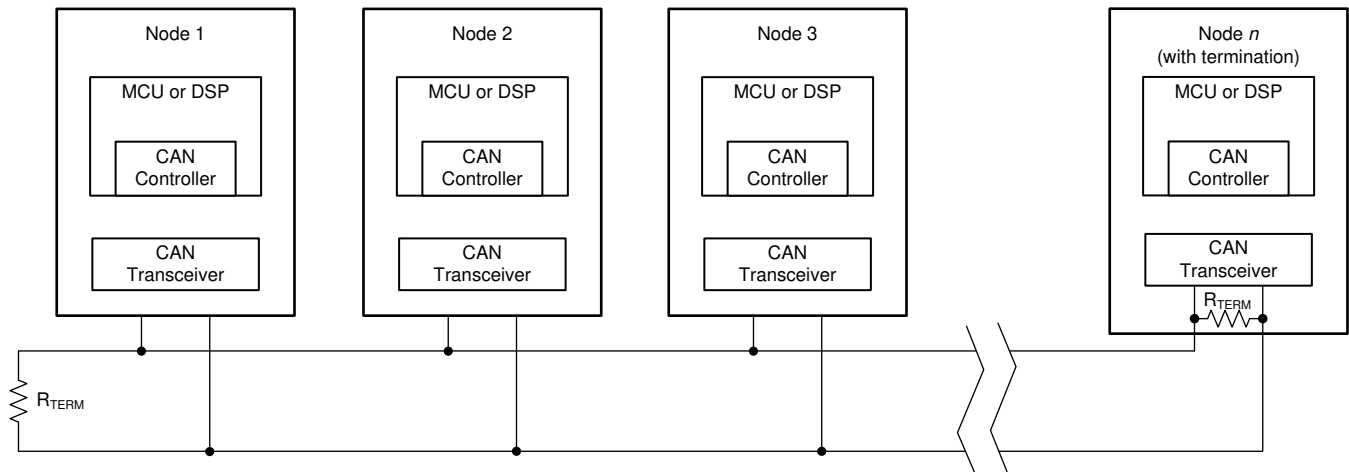 Node 1
MCU or DSP
CAN
Controller
CAN
Transceiver
Node 2
MCU or DSP
CAN
Controller
CAN
Transceiver
Node 3
MCU or DSP
CAN
Controller
CAN
Transceiver
Node n
(with termination)
MCU or DSP
CAN
Controller
CAN
Transceiver
RTERM
RTERM